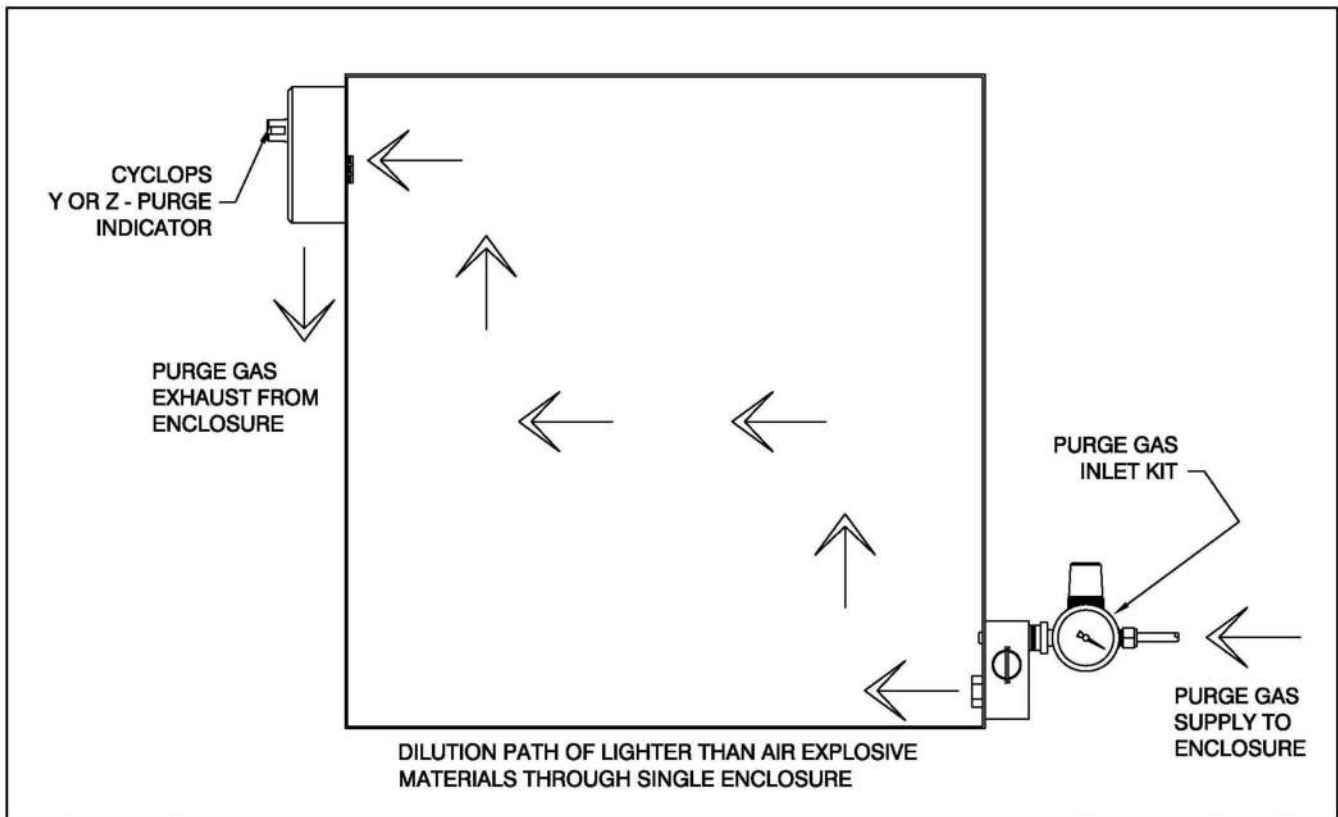 CYCLOPS
Y OR Z - PURGE
INDICATOR
PURGE GAS
EXHAUST FROM
ENCLOSURE
PURGE GAS
INLET KIT
PURGE GAS
SUPPLY TO
ENCLOSURE
DILUTION PATH OF LIGHTER THAN AIR EXPLOSIVE
MATERIALS THROUGH SINGLE ENCLOSURE